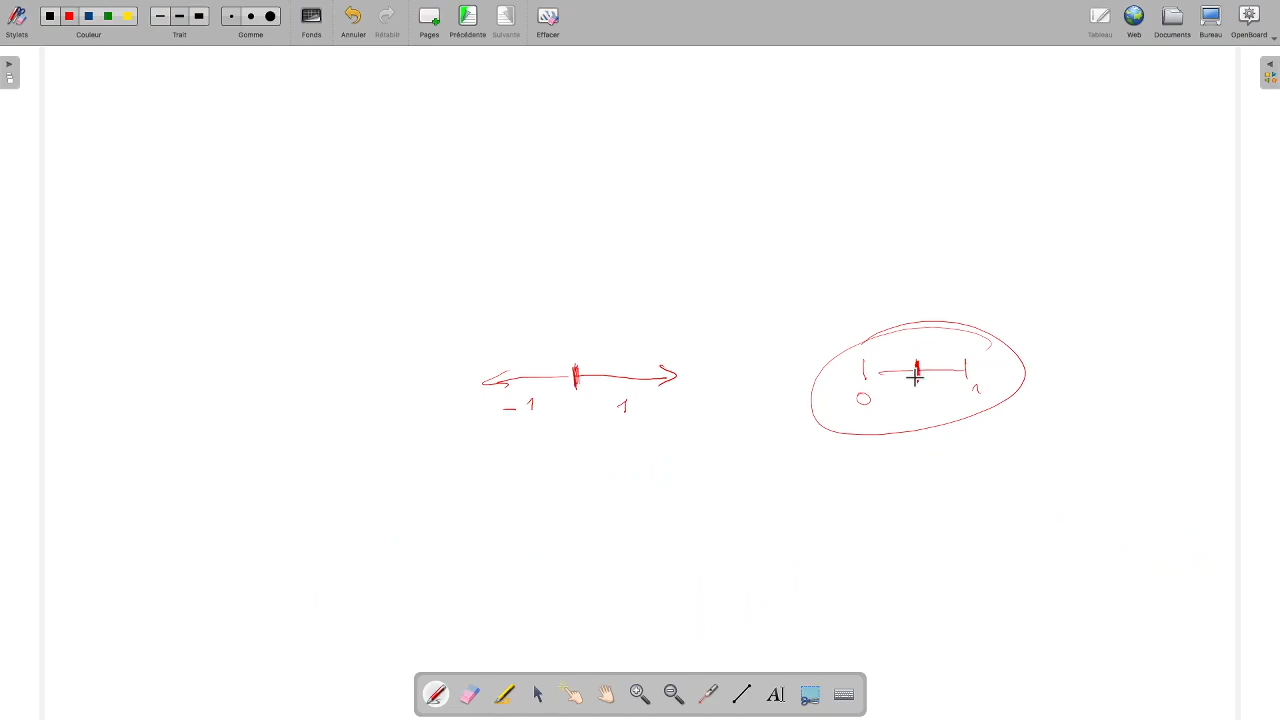 Stylets Couleur Trait Gomme Fonds Annuler Rétablir Pages Précédente Suivante Effacer Tableau Web Documents Bureau OpenBoard
-1 1
0 1
AI